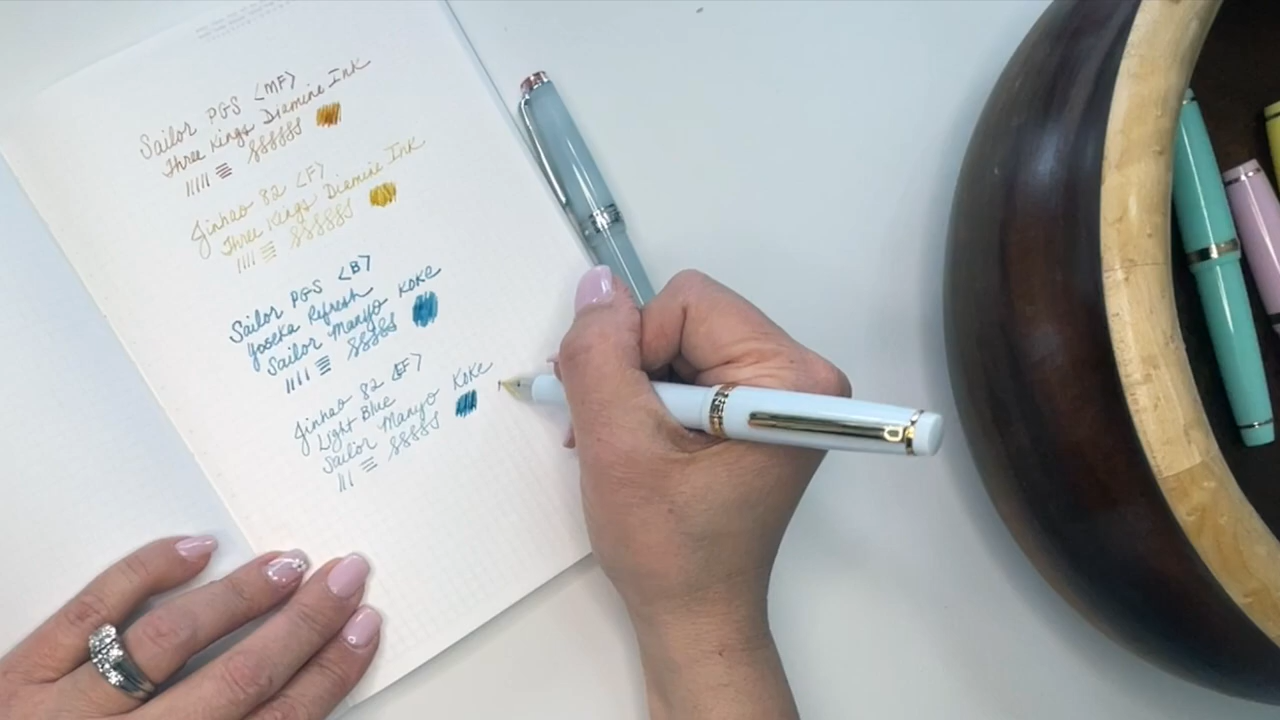 Sailor PGS <MF>
Three Kings Diamine Ink
Jinhao 82 <F>
Three Kings Diamine Ink
Sailor PGS <B>
Yoseka Refresh
Sailor Manyo Koke
Jinhao 82 <EF>
Light Blue
Sailor Manyo Koke